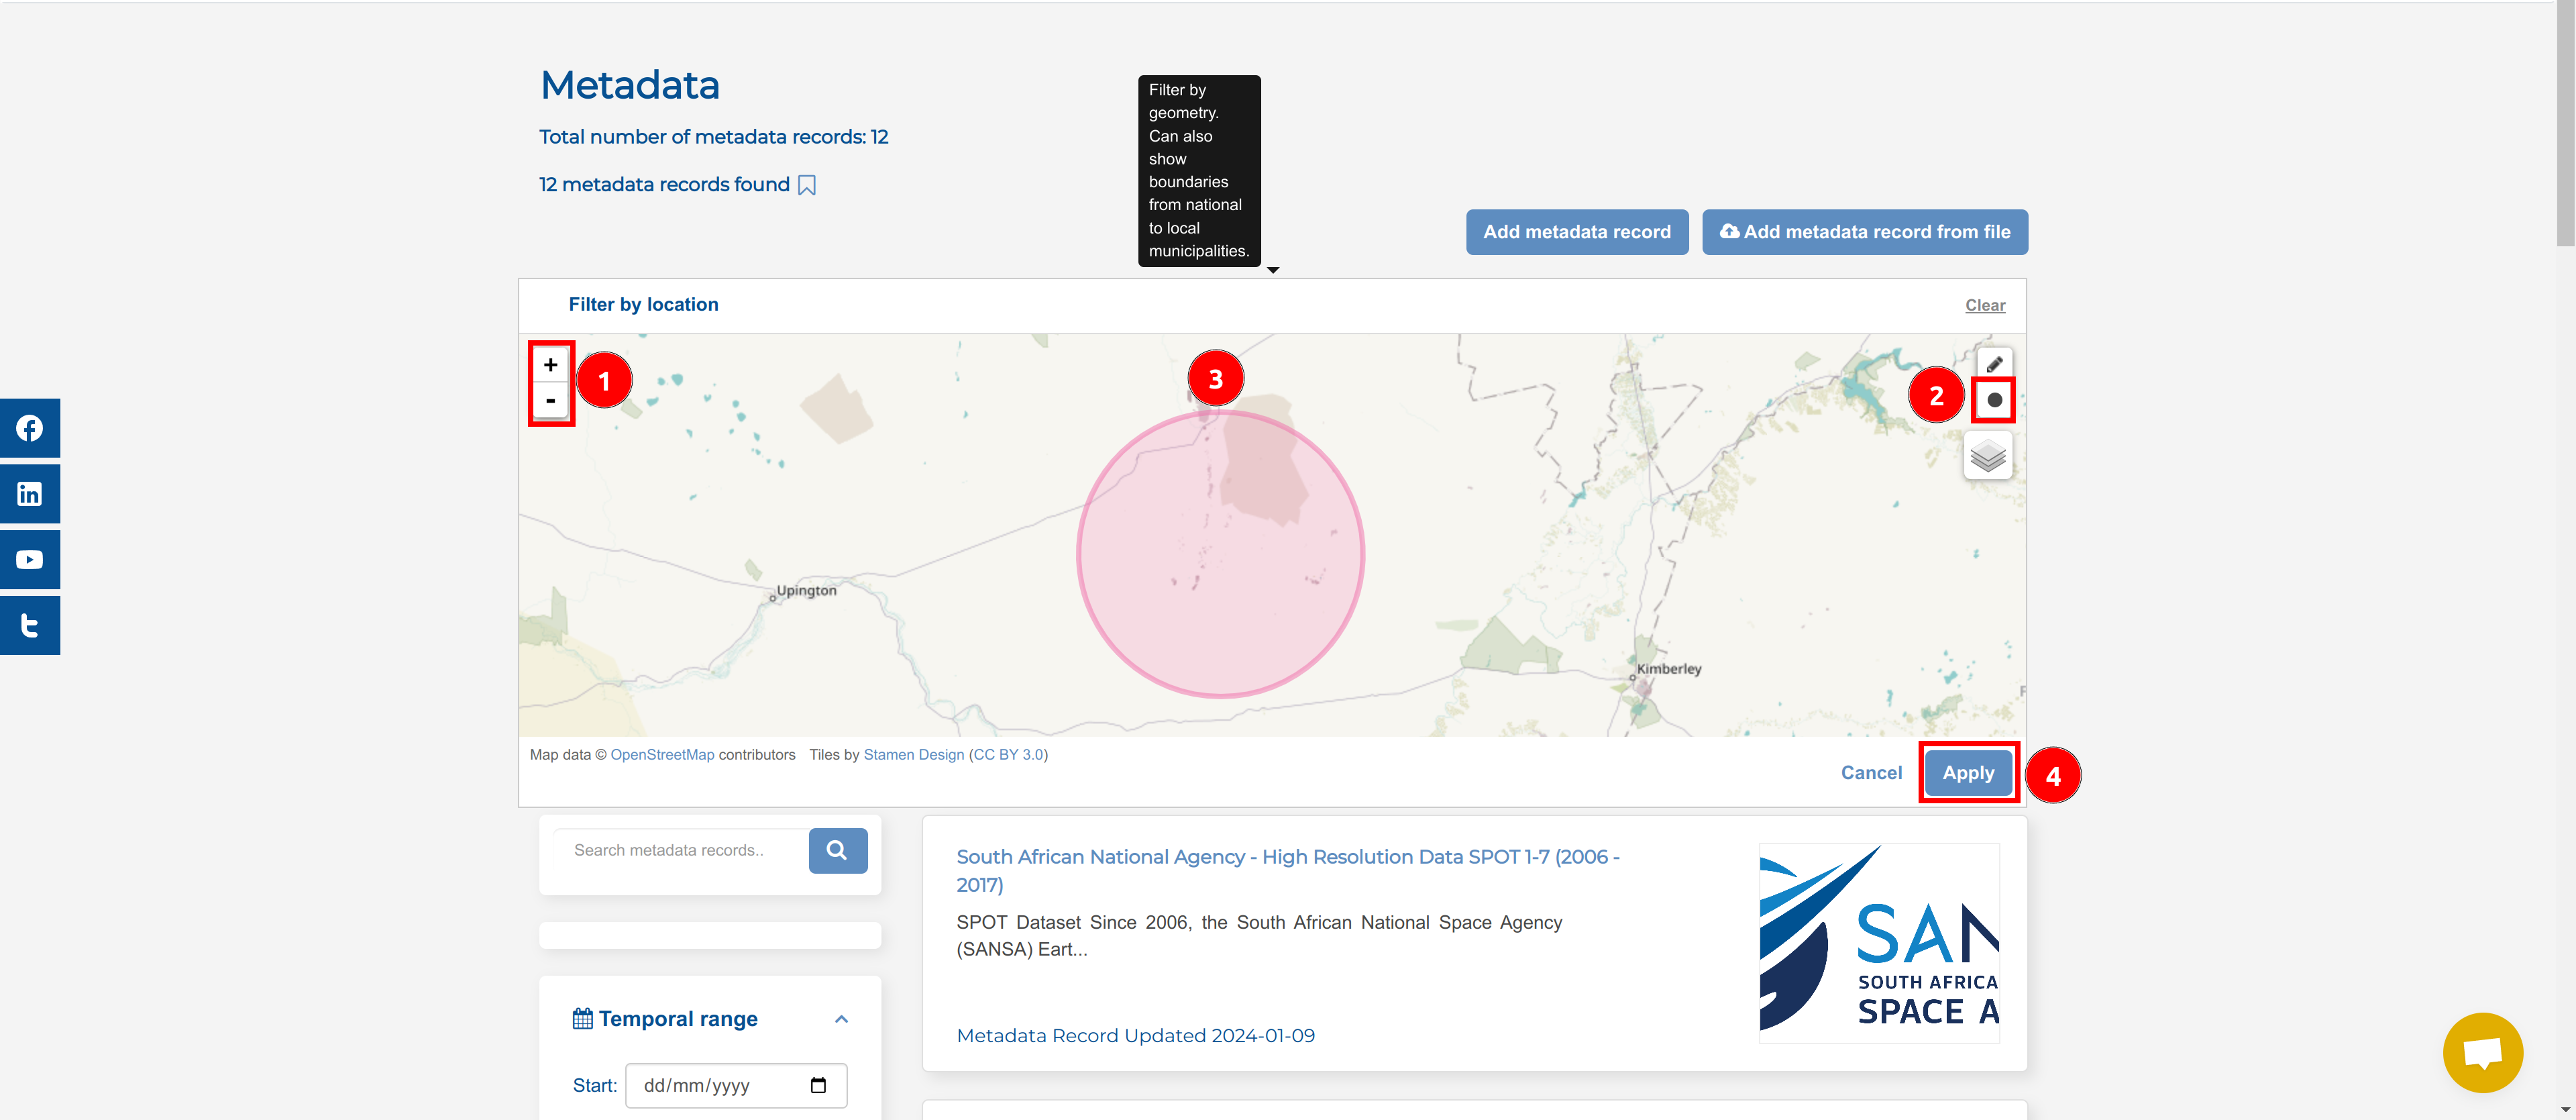 Metadata
Total number of metadata records: 12
12 metadata records found
Filter by
geometry.
Can also
show
boundaries
from national
to local
municipalities.
Add metadata record
Add metadata record from file
Filter by location
Clear
+
-
1
3
2
Upington
Kimberley
Map data © OpenStreetMap contributors Tiles by Stamen Design (CC BY 3.0)
Cancel
Apply
4
Search metadata records..
South African National Agency - High Resolution Data SPOT 1-7 (2006 -
2017)
SPOT Dataset Since 2006, the South African National Space Agency
(SANSA) Eart...
Metadata Record Updated 2024-01-09
SAN
SOUTH AFRICA
SPACE A
Temporal range
Start:
dd/mm/yyyy